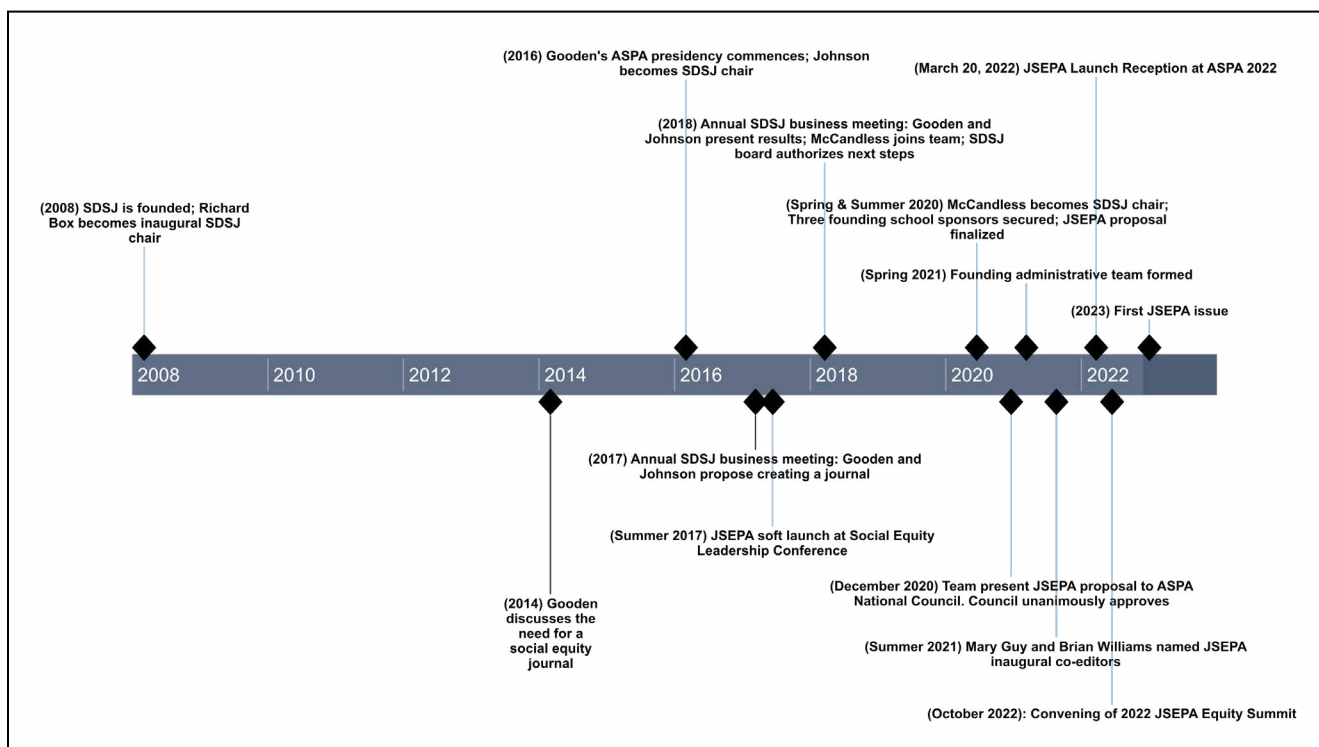 (2016) Gooden's ASPA presidency commences; Johnson
becomes SDSJ chair
(March 20, 2022) JSEPA Launch Reception at ASPA 2022
(2018) Annual SDSJ business meeting: Gooden and
Johnson present results; McCandless joins team; SDSJ
board authorizes next steps
(2008) SDSJ is founded; Richard
Box becomes inaugural SDSJ
chair
(Spring & Summer 2020) McCandless becomes SDSJ chair;
Three founding school sponsors secured; JSEPA proposal
finalized
(Spring 2021) Founding administrative team formed
(2023) First JSEPA issue
2008 2010 2012 2014 2016 2018 2020 2022
(2017) Annual SDSJ business meeting: Gooden and
Johnson propose creating a journal
(Summer 2017) JSEPA soft launch at Social Equity
Leadership Conference
(2014) Gooden
discusses the
need for a
social equity
journal
(December 2020) Team present JSEPA proposal to ASPA
National Council. Council unanimously approves
(Summer 2021) Mary Guy and Brian Williams named JSEPA
inaugural co-editors
(October 2022): Convening of 2022 JSEPA Equity Summit